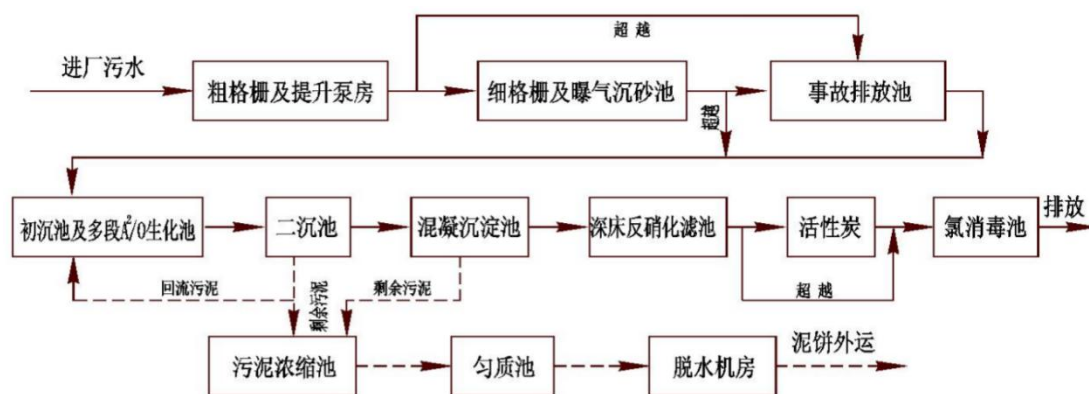 超越
进厂污水
粗格栅及提升泵房
细格栅及曝气沉砂池
事故排放池
超越
初沉池及多段A²/O生化池
二沉池
混凝沉淀池
深床反硝化滤池
活性炭
氯消毒池
排放
回流污泥
剩余污泥
剩余污泥
超越
污泥浓缩池
匀质池
脱水机房
泥饼外运